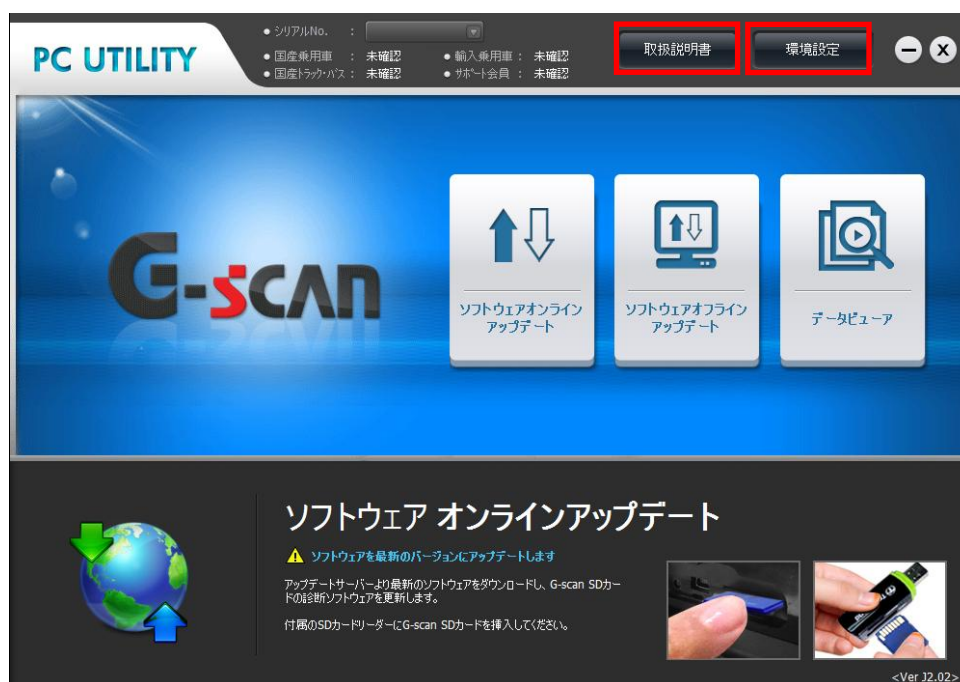 PC UTILITY
● シリアルNo. :
● 国産乗用車 : 未確認 ● 輸入乗用車 : 未確認
● 国産トラック・バス : 未確認 ● サポート会員 : 未確認
取扱説明書
環境設定
G-SCAN
ソフトウェアオンライン
アップデート
ソフトウェアオフライン
アップデート
データビューア
ソフトウェア オンラインアップデート
ソフトウェアを最新のバージョンにアップデートします
アップデートサーバーより最新のソフトウェアをダウンロードし、G-scan SDカー
ドの診断ソフトウェアを更新します。
付属のSDカードリーダーにG-scan SDカードを挿入してください。
<Ver J2.02>